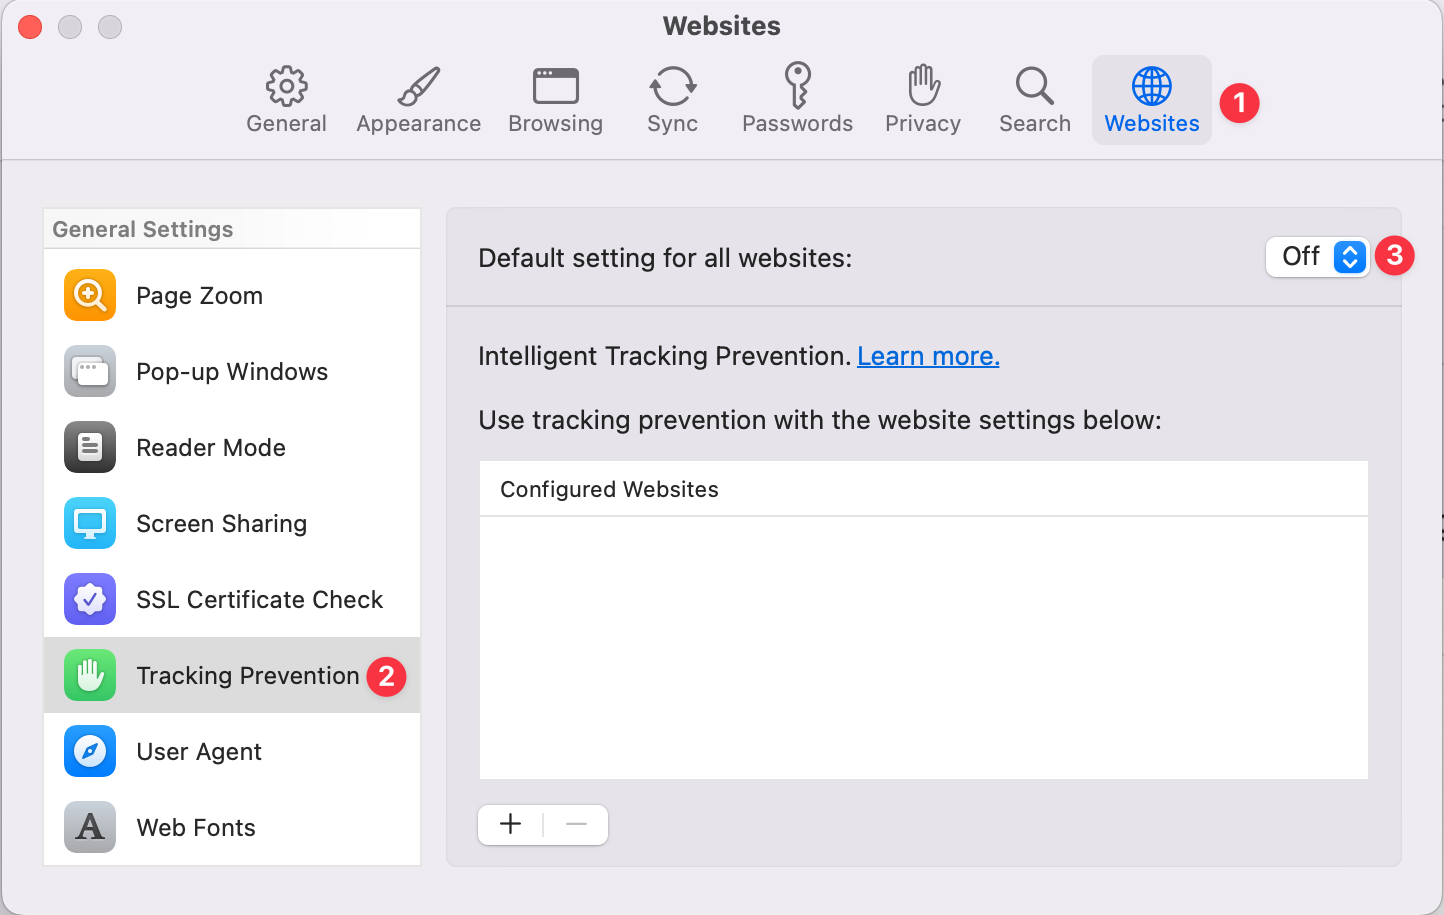 Websites
General
Appearance
Browsing
Sync
Passwords
Privacy
Search
Websites
1
General Settings
Page Zoom
Pop-up Windows
Reader Mode
Screen Sharing
SSL Certificate Check
Tracking Prevention 2
User Agent
A Web Fonts
Default setting for all websites:
Off 3
Intelligent Tracking Prevention. Learn more.
Use tracking prevention with the website settings below:
Configured Websites